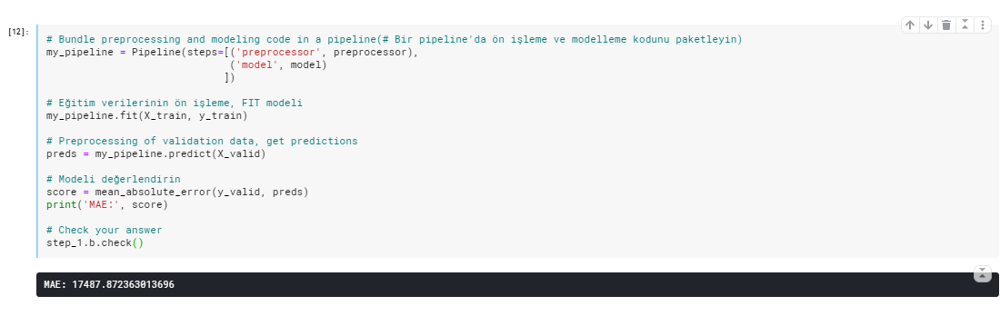 [12]:
# Bundle preprocessing and modeling code in a pipeline(# Bir pipeline'da ön işleme ve modelleme kodunu paketleyin)
my_pipeline = Pipeline(steps=[('preprocessor', preprocessor),
('model', model)
])
# Eğitim verilerinin ön işleme, FIT modeli
my_pipeline.fit(X_train, y_train)
# Preprocessing of validation data, get predictions
preds = my_pipeline.predict(X_valid)
# Modeli değerlendirin
score = mean_absolute_error(y_valid, preds)
print('MAE:', score)
# Check your answer
step_1.b.check()
MAE: 17487.872363013696